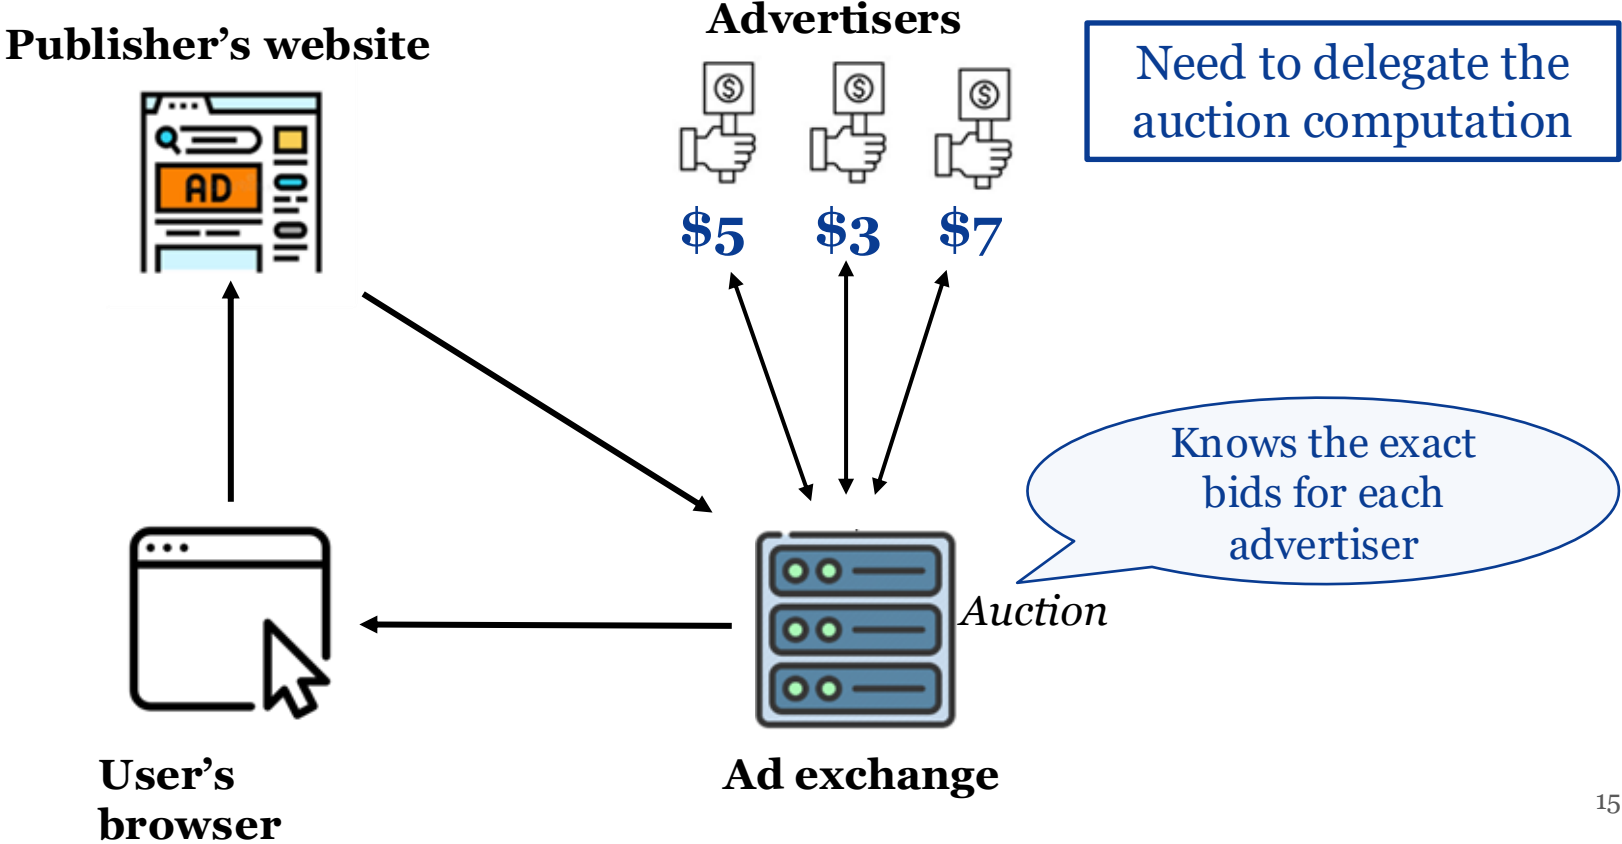 Advertisers
Publisher's website
Need to delegate the
auction computation
AD
$5 $3 $7
Knows the exact
bids for each
advertiser
Auction
User's
browser
Ad exchange
15